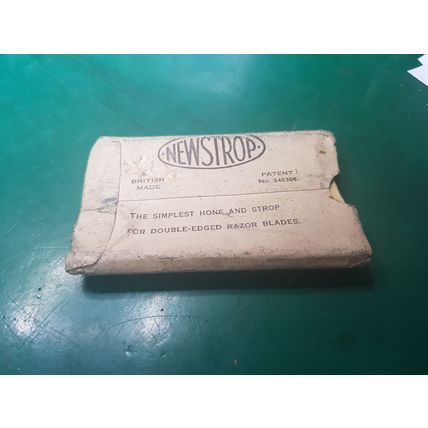 ·NEWSTROP·
BRITISH MADE
PATENT
No. 340306.
THE SIMPLEST HONE AND STROP
FOR DOUBLE-EDGED RAZOR BLADES.